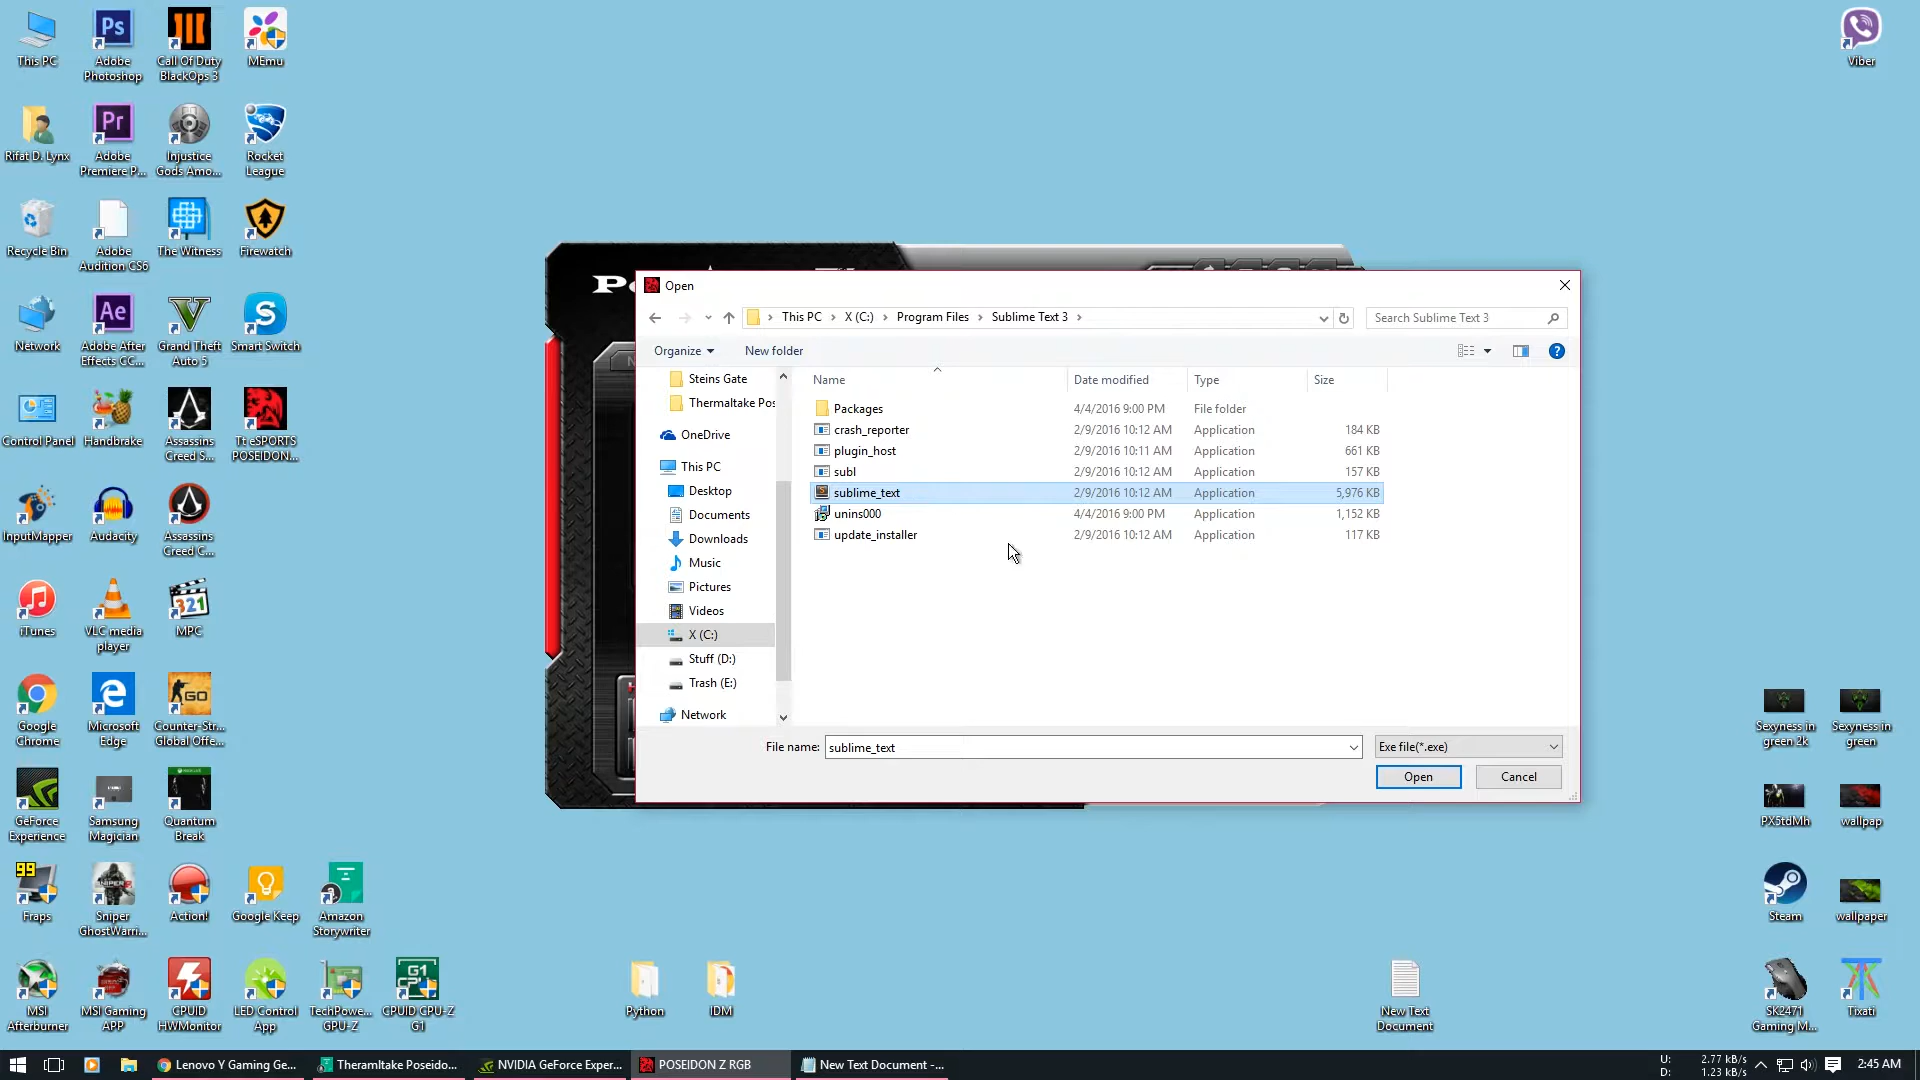 This PC
Adobe
Photoshop
Call Of Duty
BlackOps 3
MEmu
Viber
Rifat D. Lynx
Adobe
Premiere P...
Injustice
Gods Amo...
Rocket
League
Recycle Bin
Adobe
Audition CS6
The Witness
Firewatch
Network
Adobe After
Effects CC...
Grand Theft
Auto 5
Smart Switch
Control Panel
Handbrake
Assassins
Creed S...
Tt eSPORTS
POSEIDON...
InputMapper
Audacity
Assassins
Creed C...
iTunes
VLC media
player
MPC
Google
Chrome
Microsoft
Edge
Counter-Str...
Global Offe...
GeForce
Experience
Samsung
Magician
Quantum
Break
Fraps
Sniper
GhostWarri...
Action!
Google Keep
Amazon
Storywriter
MSI
Afterburner
MSI Gaming
APP
CPUID
HWMonitor
LED Control
App
TechPowe...
GPU-Z
CPUID CPU-Z
G1
Python
IDM
New Text
Document
Sexyness in
green 2k
Sexyness in
green
PX5tdMh
wallpap
Steam
wallpaper
SK2471
Gaming M...
Tixati
Open
This PC > X (C:) > Program Files > Sublime Text 3 >
Search Sublime Text 3
Organize
New folder
Steins Gate
Thermaltake Pos
OneDrive
This PC
Desktop
Documents
Downloads
Music
Pictures
Videos
X (C:)
Stuff (D:)
Trash (E:)
Network
Name Date modified Type Size
Packages 4/4/2016 9:00 PM File folder
crash_reporter 2/9/2016 10:12 AM Application 184 KB
plugin_host 2/9/2016 10:11 AM Application 661 KB
subl 2/9/2016 10:12 AM Application 157 KB
sublime_text 2/9/2016 10:12 AM Application 5,976 KB
unins000 4/4/2016 9:00 PM Application 1,152 KB
update_installer 2/9/2016 10:12 AM Application 117 KB
File name: sublime_text
Exe file(*.exe)
Open
Cancel
Lenovo Y Gaming Ge...
Theramltake Poseido...
NVIDIA GeForce Exper...
POSEIDON Z RGB
New Text Document -...
U: 2.77 kB/s
D: 1.23 kB/s
2:45 AM